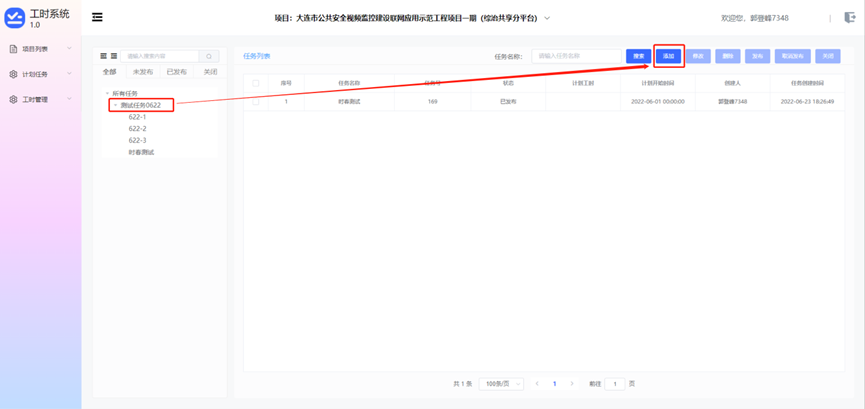 工时系统
1.0
项目：大连市公共安全视频监控建设联网应用示范工程项目一期（综治共享分平台）
欢迎您，郭登峰7348
项目列表
计划任务
工时管理
请输入搜索内容
全部 未发布 已发布 关闭
所有任务
测试任务0622
622-1
622-2
622-3
时春测试
任务列表
任务名称： 请输入任务名称 搜索 添加 修改 删除 发布 取消发布 关闭
序号 任务名称 任务号 状态 计划工时 计划开始时间 创建人 任务创建时间
1 时春测试 169 已发布 2022-06-01 00:00:00 郭登峰7348 2022-06-23 18:26:49
共 1 条 100条/页 1 前往 1 页